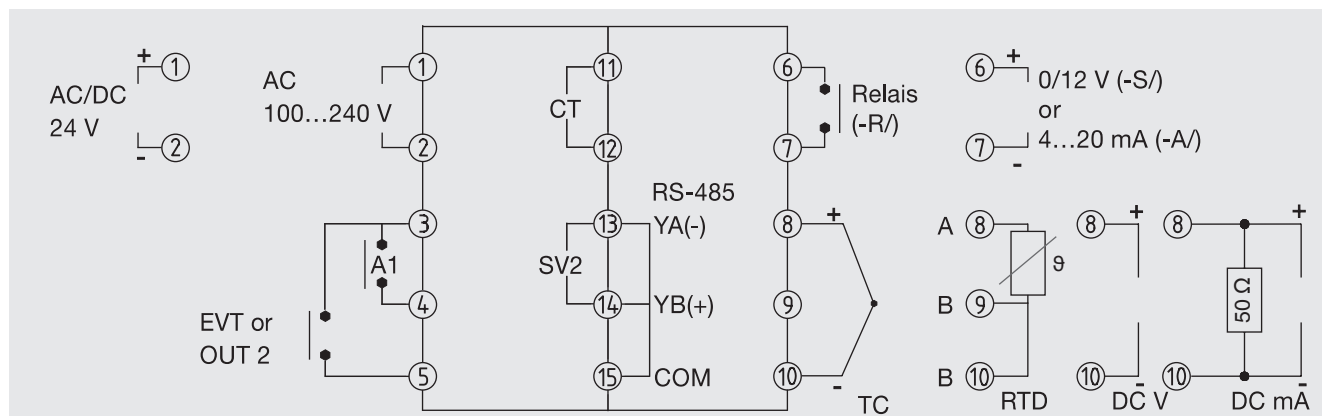 + 1
AC/DC
24 V
- 2
AC
100...240 V
1
2
3
A1
4
EVT or
OUT 2
5
11
CT
12
RS-485
13 YA(-)
SV2
14 YB(+)
15 COM
6
Relais
(-R/)
7
8 +
9
10 -
TC
6 + 0/12 V (-S/)
or
7 - 4...20 mA (-A/)
A 8
ϑ
B 9
B 10
RTD
8 +
10 -
DC V
8 +
50 Ω
10 -
DC mA